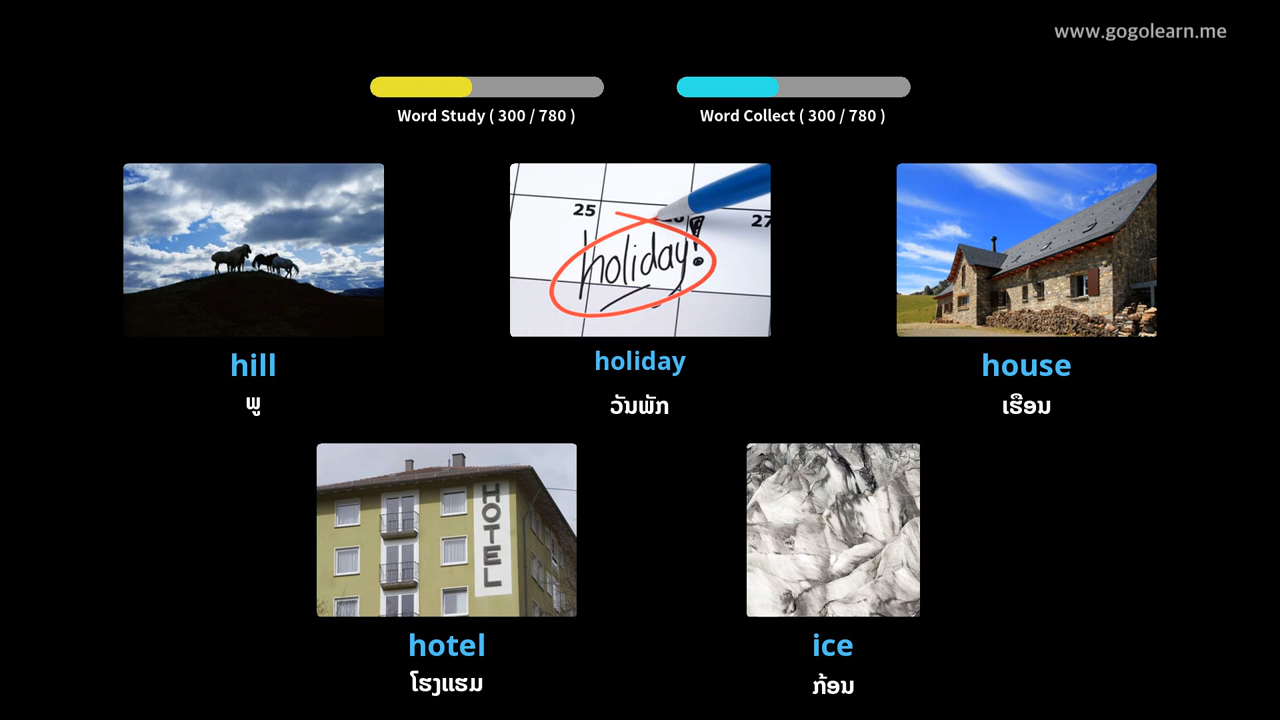 www.gogolearn.me
Word Study ( 300 / 780 )
Word Collect ( 300 / 780 )
25
27
holiday!
hill
holiday
house
ພູ
ວັນພັກ
ເຮືອນ
HOTEL
hotel
ice
ໂຮງແຮມ
ກ້ອນ